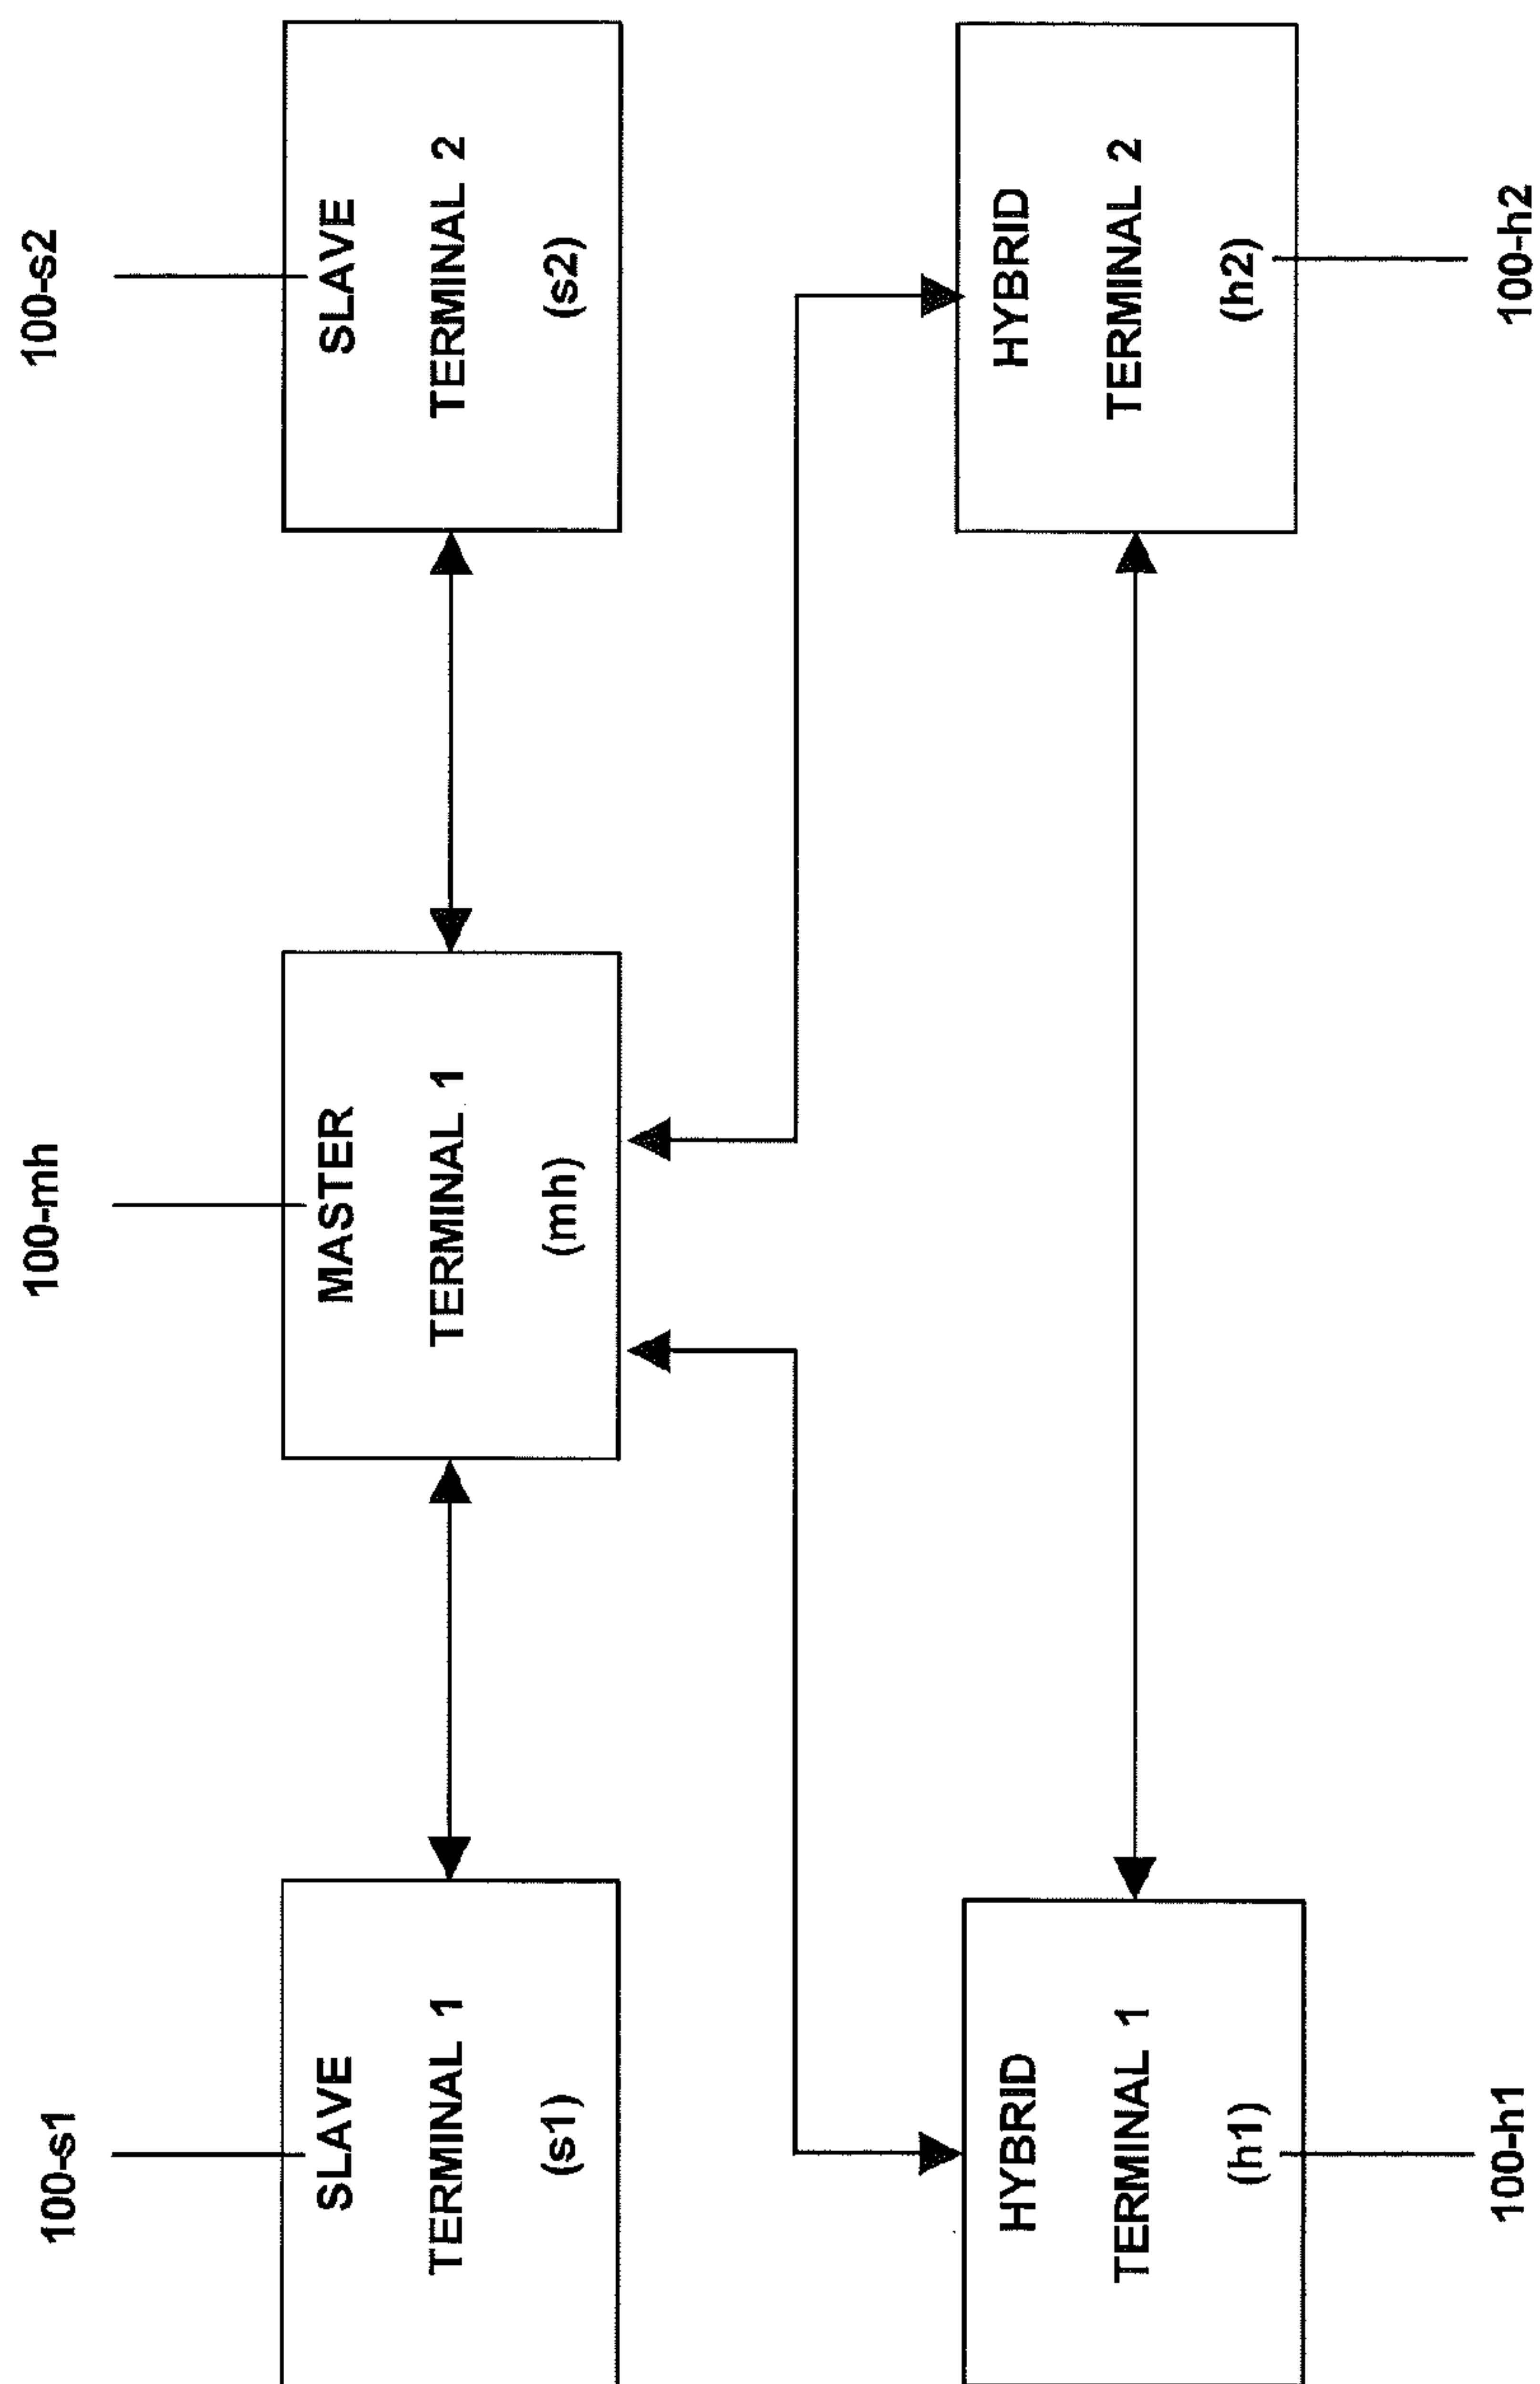 100-s1
100-mh
100-s2
SLAVE
TERMINAL 1
(s1)
MASTER
TERMINAL 1
(mh)
SLAVE
TERMINAL 2
(s2)
HYBRID
TERMINAL 1
(h1)
HYBRID
TERMINAL 2
(h2)
100-h1
100-h2